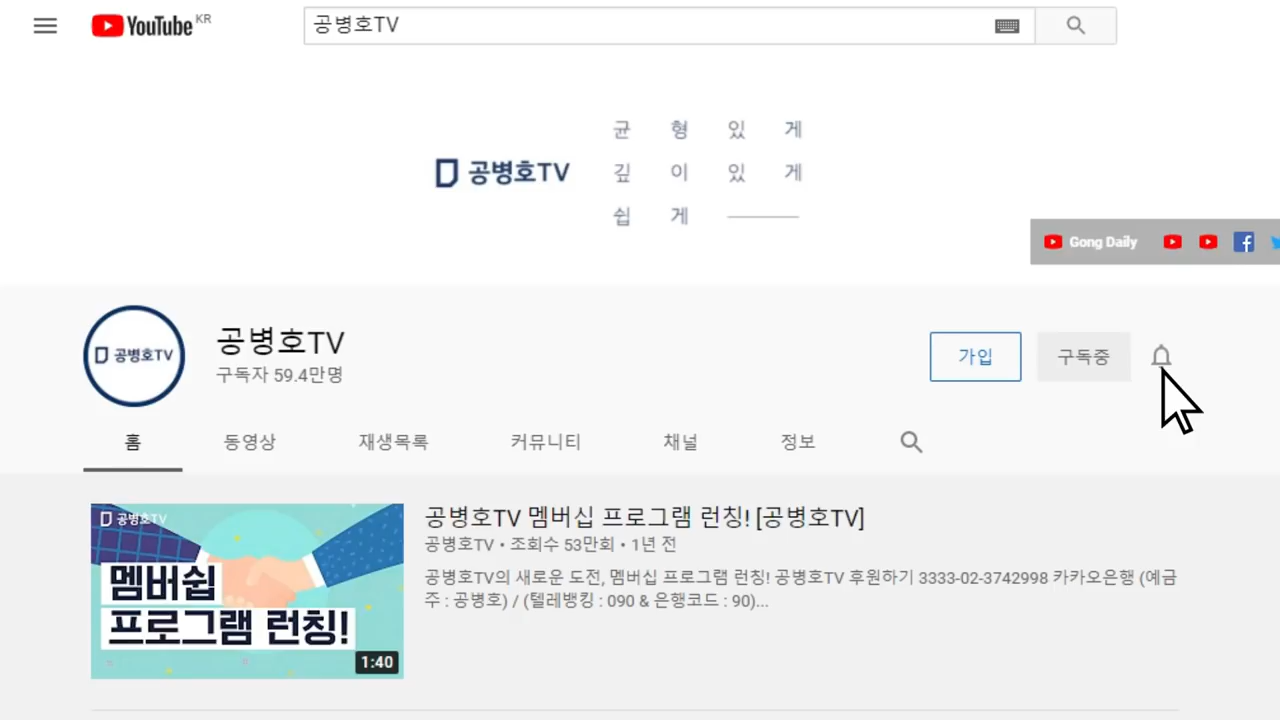 YouTube KR
공병호TV
균형있게
공병호TV
깊이있게
쉽게
Gong Daily
공병호TV
공병호TV
구독자 59.4만명
가입
구독중
홈
동영상
재생목록
커뮤니티
채널
정보
공병호TV
멤버쉽
프로그램 런칭!
1:40
공병호TV 멤버십 프로그램 런칭! [공병호TV]
공병호TV • 조회수 53만회 • 1년 전
공병호TV의 새로운 도전, 멤버십 프로그램 런칭! 공병호TV 후원하기 3333-02-3742998 카카오은행 (예금
주 : 공병호) / (텔레뱅킹 : 090 & 은행코드 : 90)...